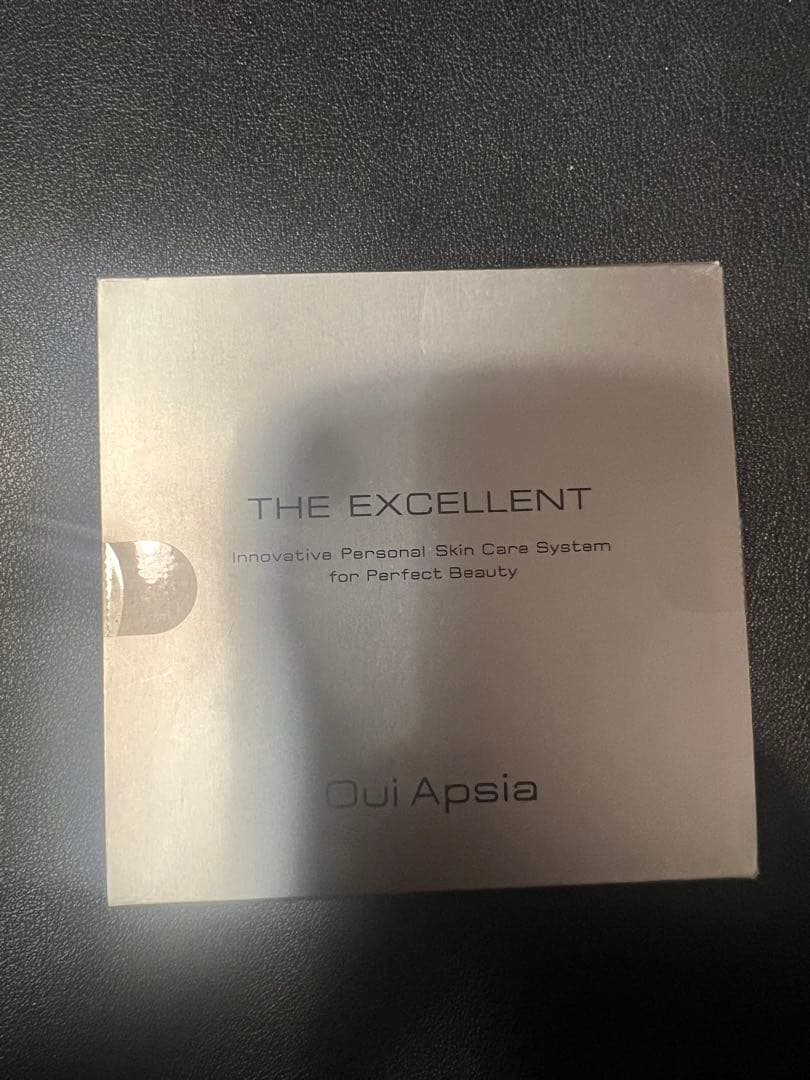 THE EXCELLENT
Innovative Personal Skin Care System
for Perfect Beauty
Oui Apsia